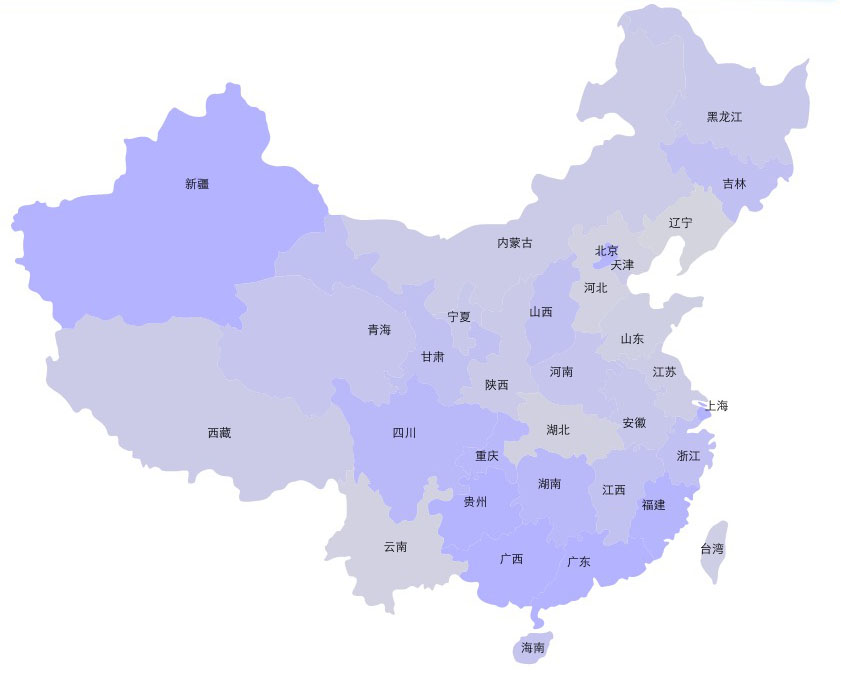 黑龙江
新疆
吉林
辽宁
内蒙古
北京
天津
河北
山西
宁夏
青海
山东
甘肃
河南
江苏
陕西
上海
西藏
四川
湖北
安徽
重庆
浙江
湖南
江西
贵州
福建
云南
台湾
广西
广东
海南